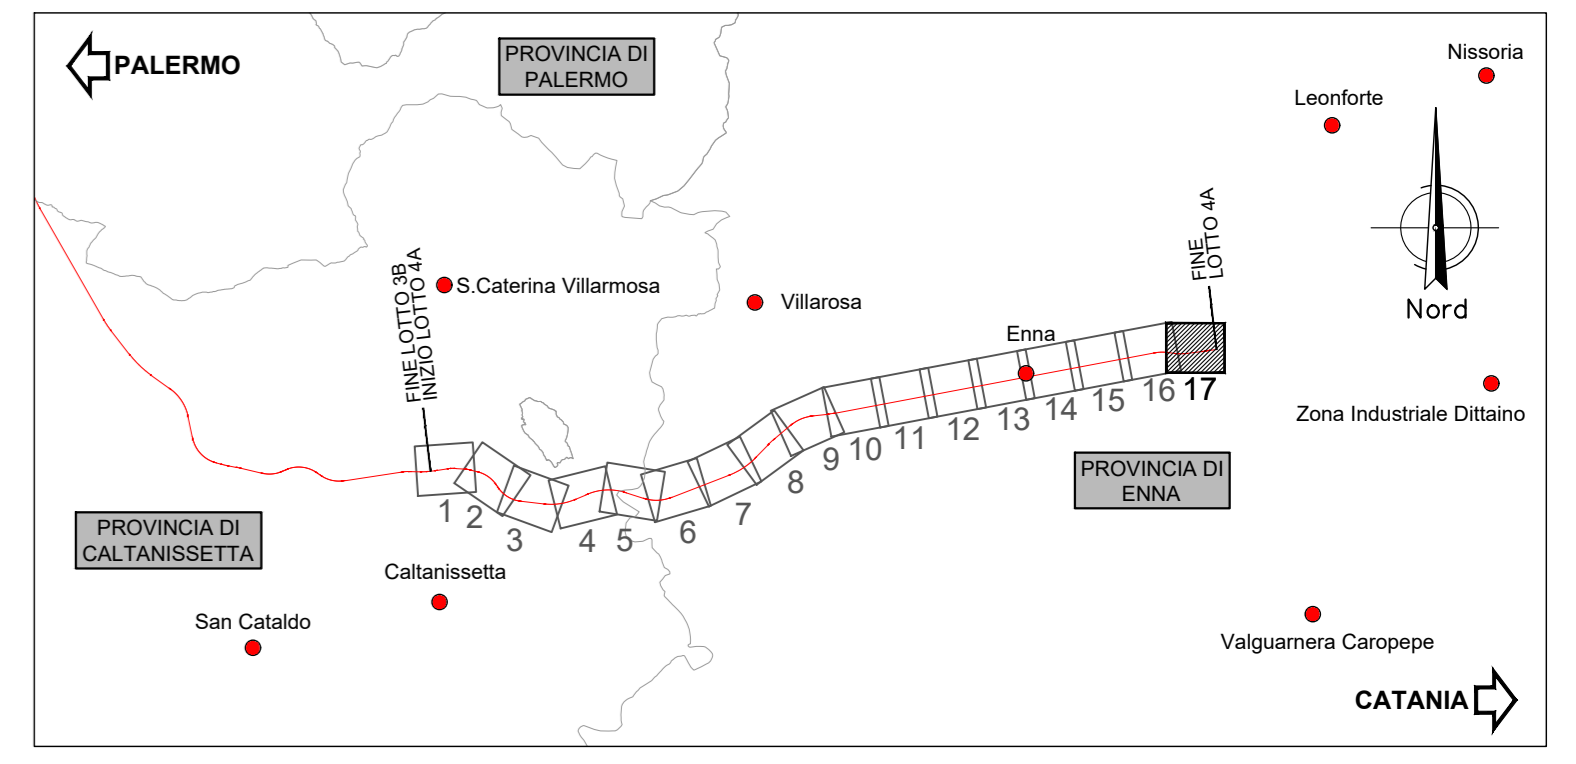 PALERMO
PROVINCIA DI
PALERMO
Nissoria
Leonforte
FINE
LOTTO 4A
FINE LOTTO 3B
INIZIO LOTTO 4A
S.Caterina Villarmosa
Villarosa
Nord
Enna
Zona Industriale Dittaino
1
2
3
4
5
6
7
8
9
10
11
12
13
14
15
16
17
PROVINCIA DI
ENNA
PROVINCIA DI
CALTANISSETTA
Caltanissetta
San Cataldo
Valguarnera Caropepe
CATANIA